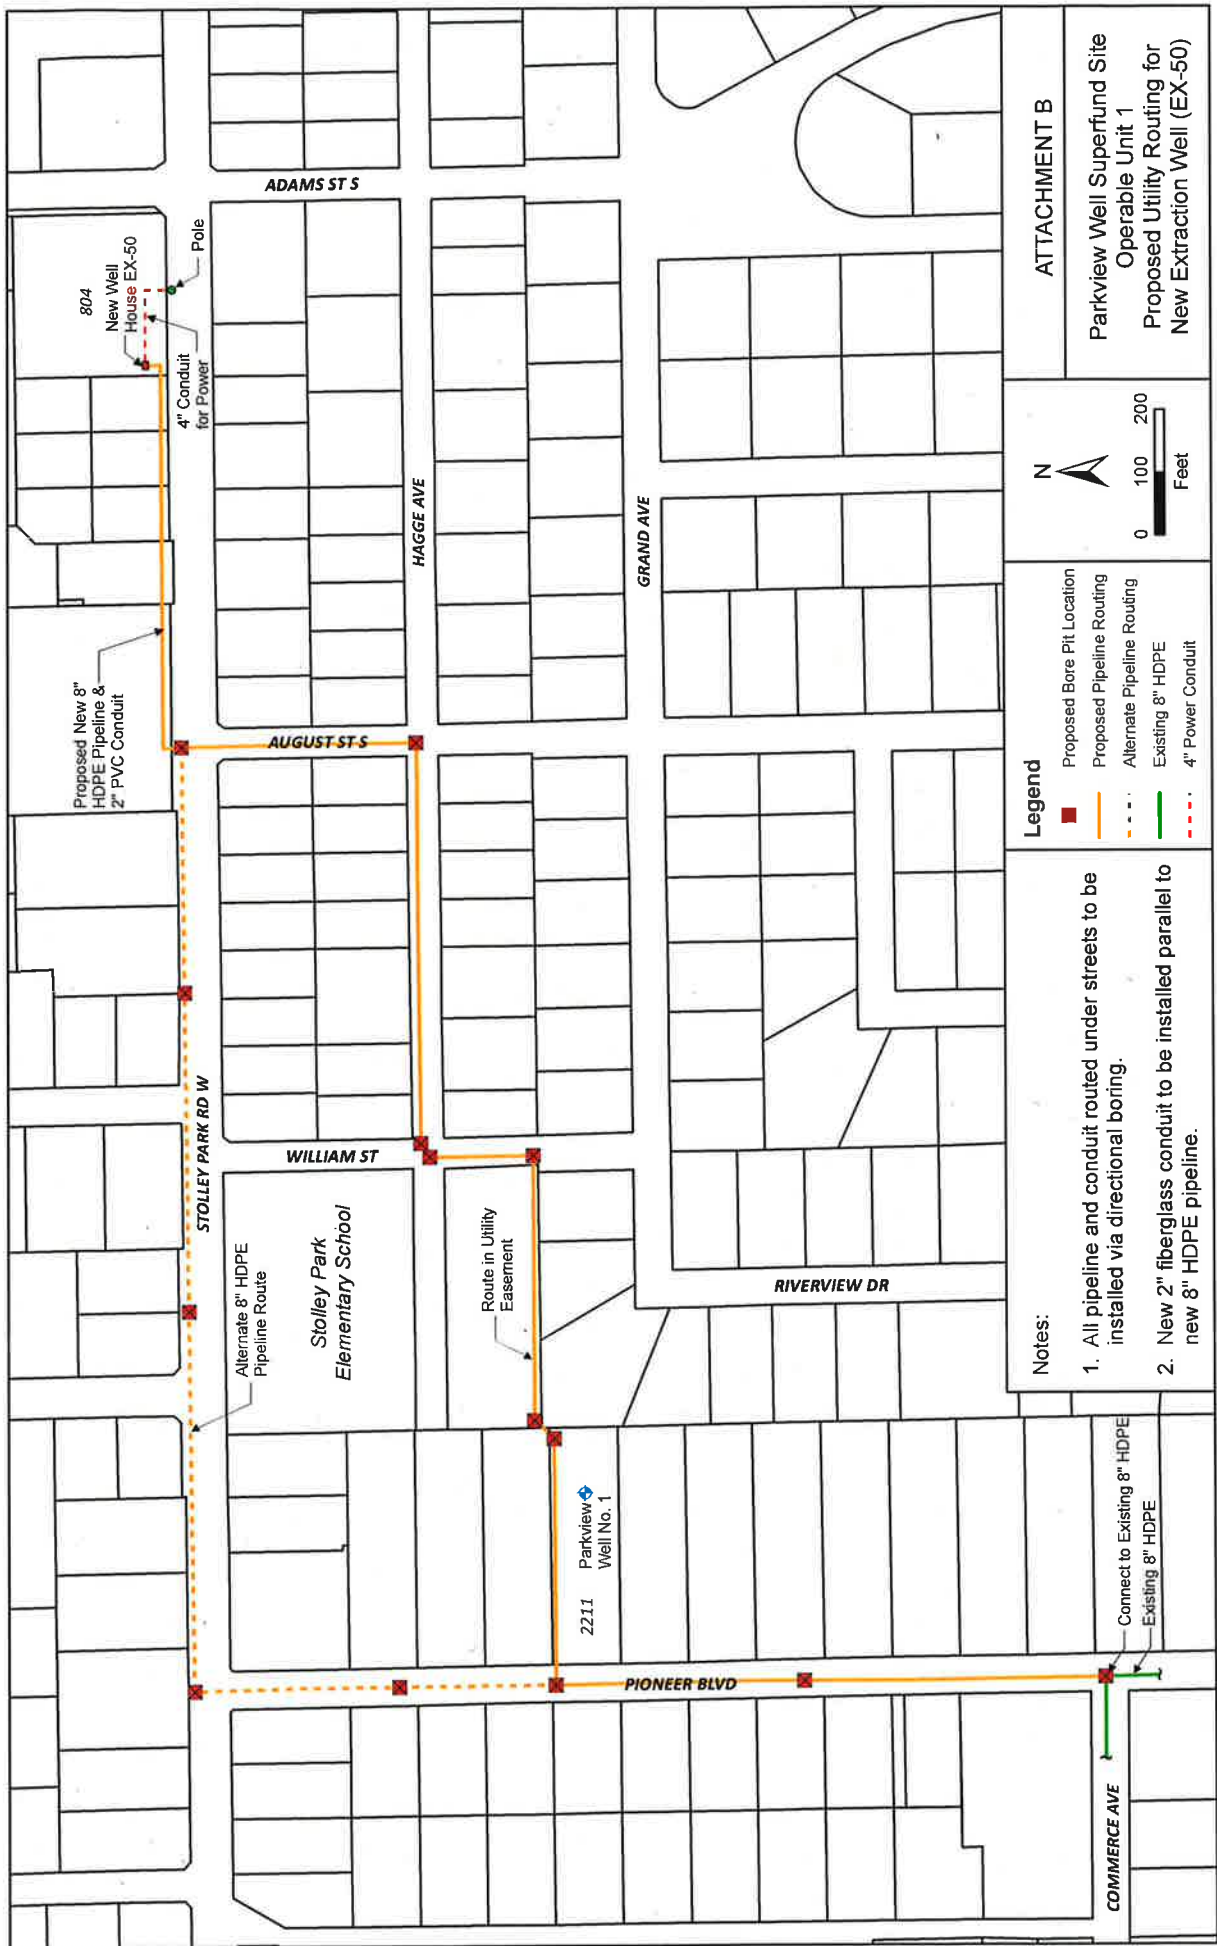 804
New Well
House EX-50
Pole
4" Conduit
for Power
ADAMS ST S
Proposed New 8"
HDPE Pipeline &
2" PVC Conduit
HAGGE AVE
GRAND AVE
AUGUST ST S
STOLLEY PARK RD W
WILLIAM ST
Alternate 8" HDPE
Pipeline Route
Stolley Park
Elementary School
Route in Utility
Easement
RIVERVIEW DR
2211
Parkview
Well No. 1
PIONEER BLVD
Connect to Existing 8" HDPE
Existing 8" HDPE
COMMERCE AVE
Notes:
1. All pipeline and conduit routed under streets to be
installed via directional boring.
2. New 2" fiberglass conduit to be installed parallel to
new 8" HDPE pipeline.
Legend
Proposed Bore Pit Location
Proposed Pipeline Routing
Alternate Pipeline Routing
Existing 8" HDPE
4" Power Conduit
N
0 100 200
Feet
ATTACHMENT B
Parkview Well Superfund Site
Operable Unit 1
Proposed Utility Routing for
New Extraction Well (EX-50)